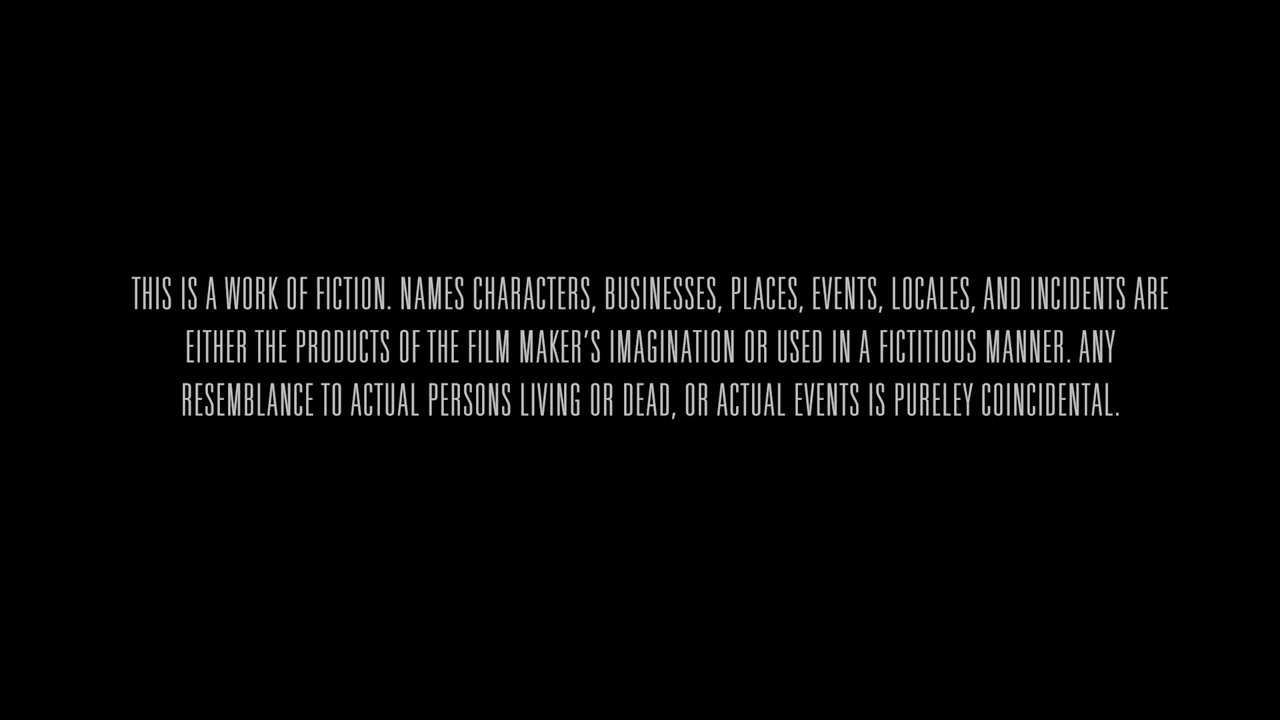 THIS IS A WORK OF FICTION. NAMES CHARACTERS, BUSINESSES, PLACES, EVENTS, LOCALES, AND INCIDENTS ARE
EITHER THE PRODUCTS OF THE FILM MAKER'S IMAGINATION OR USED IN A FICTITIOUS MANNER. ANY
RESEMBLANCE TO ACTUAL PERSONS LIVING OR DEAD, OR ACTUAL EVENTS IS PURELEY COINCIDENTAL.